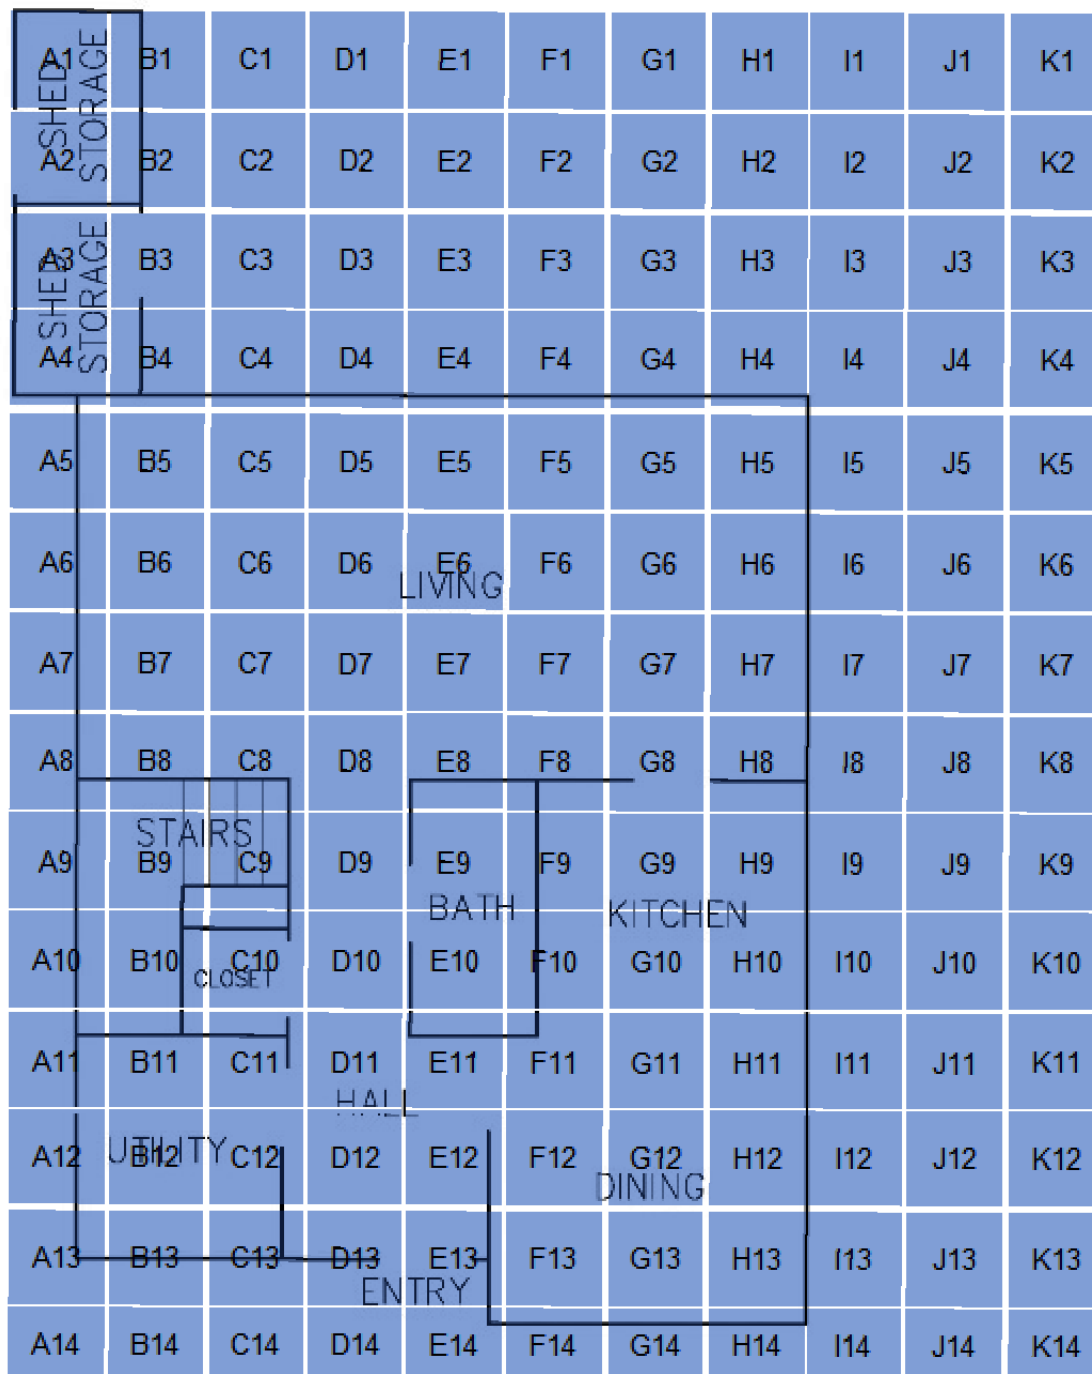 A1 B1 C1 D1 E1 F1 G1 H1 I1 J1 K1
SHED
STORAGE
A2 B2 C2 D2 E2 F2 G2 H2 I2 J2 K2
A3 B3 C3 D3 E3 F3 G3 H3 I3 J3 K3
SHED
STORAGE
A4 B4 C4 D4 E4 F4 G4 H4 I4 J4 K4
A5 B5 C5 D5 E5 F5 G5 H5 I5 J5 K5
A6 B6 C6 D6 E6 F6 G6 H6 I6 J6 K6
LIVING
A7 B7 C7 D7 E7 F7 G7 H7 I7 J7 K7
A8 B8 C8 D8 E8 F8 G8 H8 I8 J8 K8
STAIRS
A9 B9 C9 D9 E9 F9 G9 H9 I9 J9 K9
BATH KITCHEN
A10 B10 C10 D10 E10 F10 G10 H10 I10 J10 K10
CLOSET
A11 B11 C11 D11 E11 F11 G11 H11 I11 J11 K11
HALL
UTILITY
A12 B12 C12 D12 E12 F12 G12 H12 I12 J12 K12
DINING
A13 B13 C13 D13 E13 F13 G13 H13 I13 J13 K13
ENTRY
A14 B14 C14 D14 E14 F14 G14 H14 I14 J14 K14